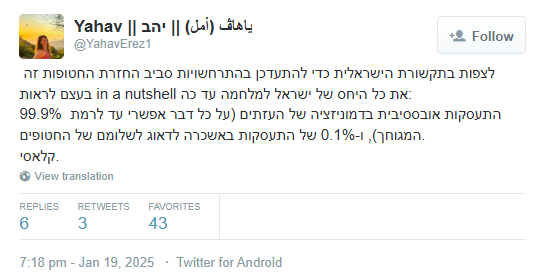 Yahav || יהב || ياهاڤ (أمل)
@YahavErez1
Follow
לצפות בתקשורת הישראלית כדי להתעדכן בהתרחשויות סביב החזרת החטופות זה
בעצם לראות in a nutshell את כל היחס של ישראל למלחמה עד כה:
99.9% התעסקות אובססיבית בדמוניזציה של העזתים (על כל דבר אפשרי עד לרמת
המגוחך), ו-0.1% של התעסקות באשכרה לדאוג לשלומם של החטופים.
קלאסי.
View translation
REPLIES RETWEETS FAVORITES
6 3 43
7:18 pm - Jan 19, 2025 · Twitter for Android